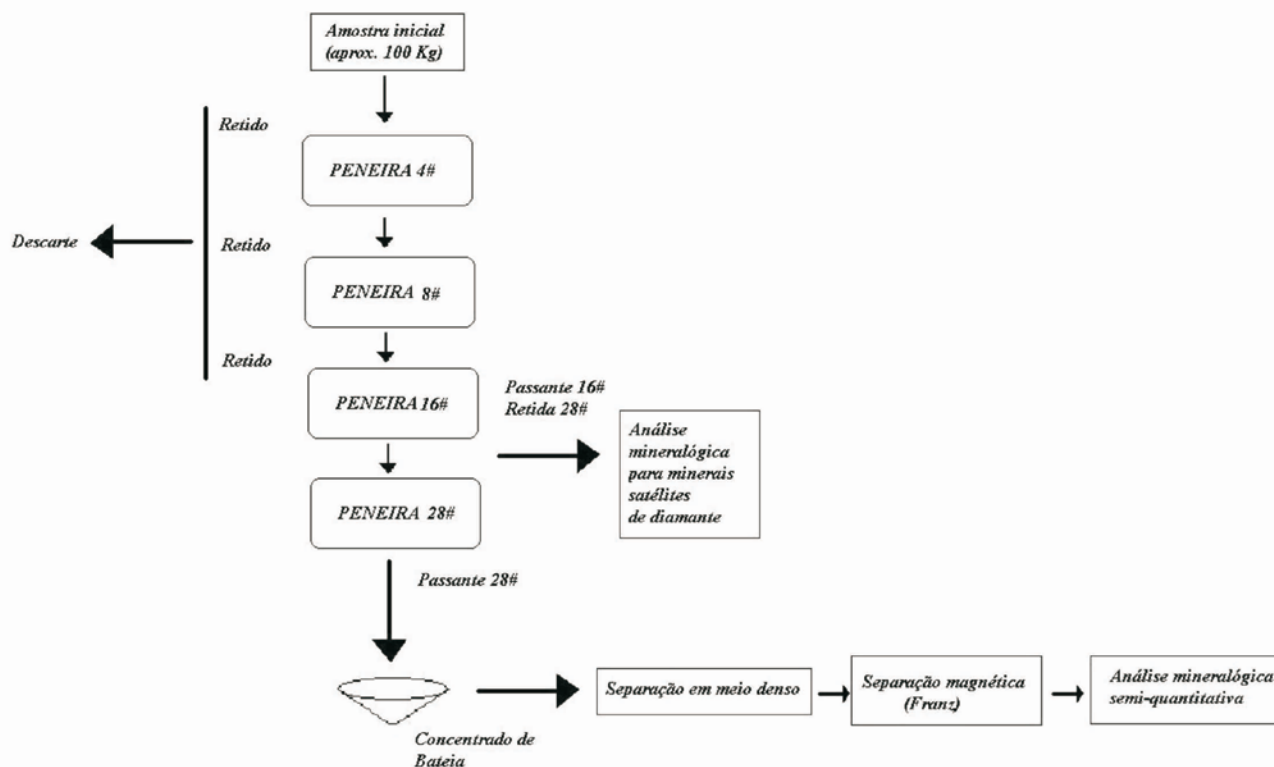 Amostra inicial
(aprox. 100 Kg)
Retido
PENEIRA 4#
Descarte
Retido
PENEIRA 8#
Retido
PENEIRA 16#
Passante 16#
Retida 28#
Análise
mineralógica
para minerais
satélites
de diamante
PENEIRA 28#
Passante 28#
Concentrado de
Bateia
Separação em meio denso
Separação magnética
(Franz)
Análise mineralógica
semi-quantitativa